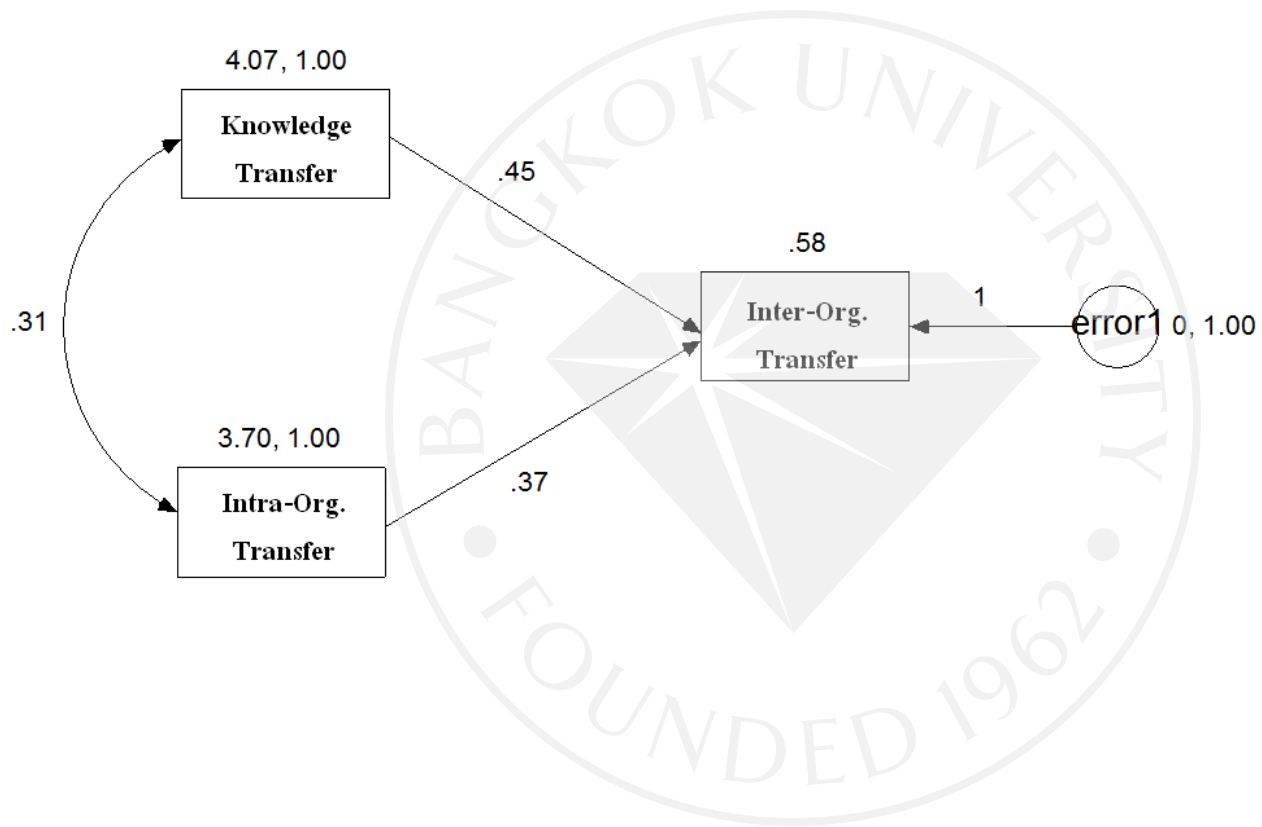 4.07, 1.00
Knowledge
Transfer
.45
.58
.31
Inter-Org.
Transfer
1
error1
0, 1.00
3.70, 1.00
Intra-Org.
Transfer
.37
BANGKOK UNIVERSITY
• FOUNDED 1962 •